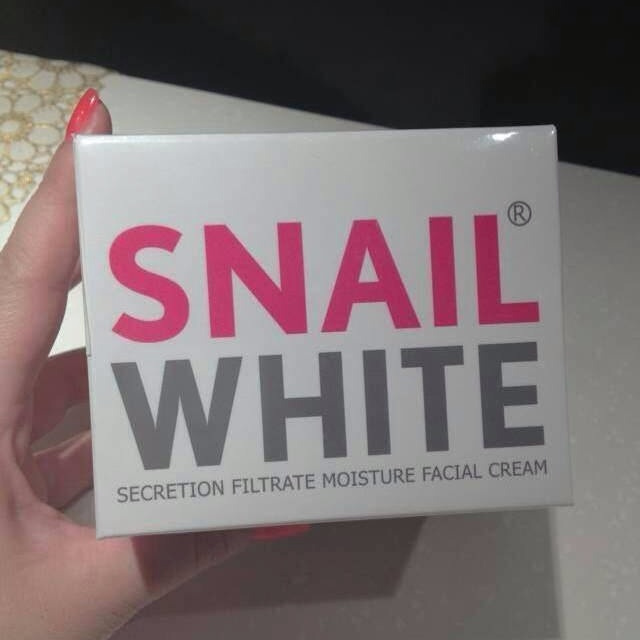 SNAIL®
WHITE
SECRETION FILTRATE MOISTURE FACIAL CREAM